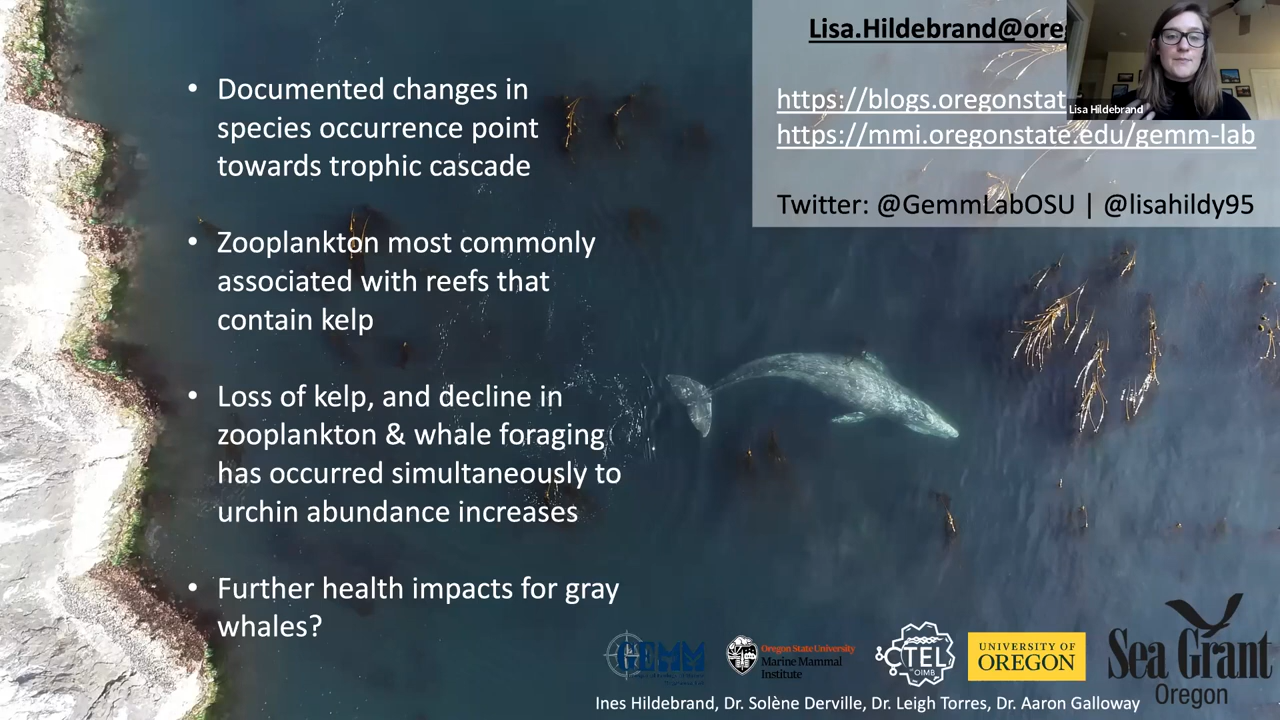 Lisa.Hildebrand@ore
https://blogs.oregonstat
Lisa Hildebrand
https://mmi.oregonstate.edu/gemm-lab
Twitter: @GemmLabOSU | @lisahildy95
• Documented changes in
species occurrence point
towards trophic cascade
• Zooplankton most commonly
associated with reefs that
contain kelp
• Loss of kelp, and decline in
zooplankton & whale foraging
has occurred simultaneously to
urchin abundance increases
• Further health impacts for gray
whales?
GEMM
Oregon State University
Marine Mammal
Institute
CTEL
OIMB
UNIVERSITY OF
OREGON
Sea Grant
Oregon
Ines Hildebrand, Dr. Solène Derville, Dr. Leigh Torres, Dr. Aaron Galloway